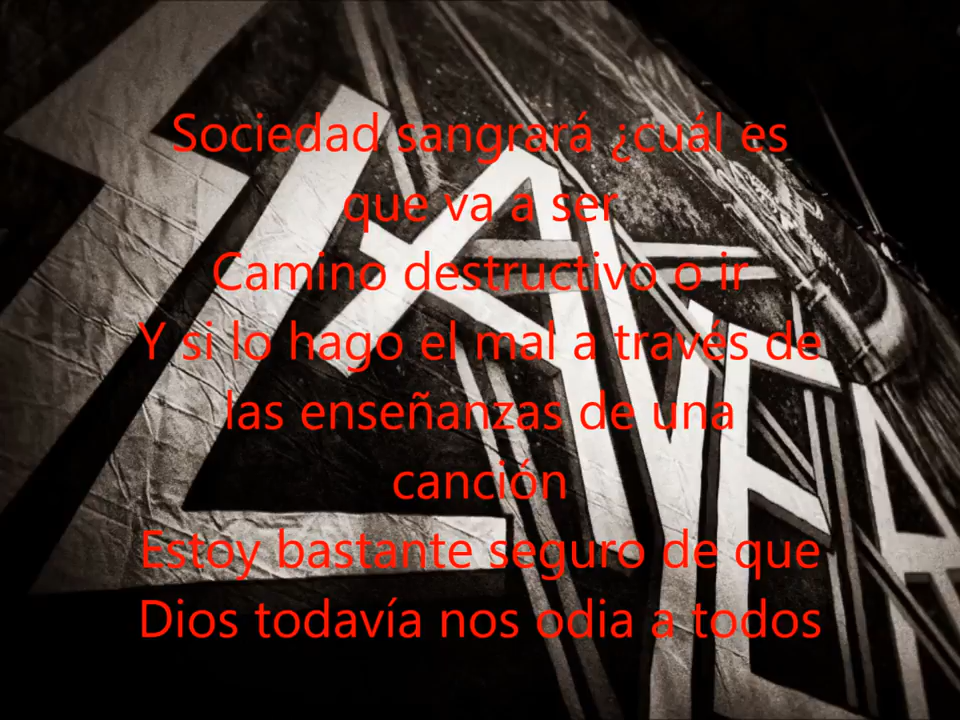 Sociedad sangrará ¿cuál es
que va a ser
Camino destructivo o ir
Y si lo hago el mal a través de
las enseñanzas de una
canción
Estoy bastante seguro de que
Dios todavía nos odia a todos